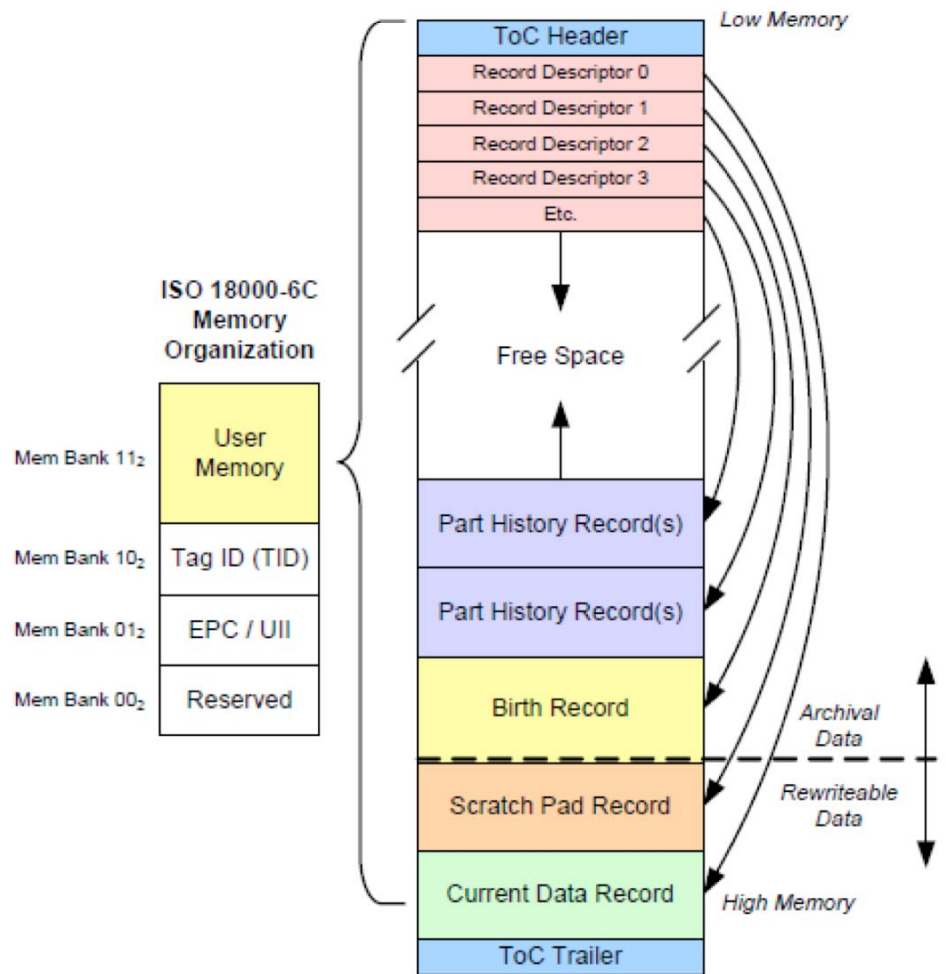 Low Memory
ToC Header
Record Descriptor 0
Record Descriptor 1
Record Descriptor 2
Record Descriptor 3
Etc.
ISO 18000-6C
Memory
Organization
Free Space
Mem Bank 11₂
User
Memory
Mem Bank 10₂
Tag ID (TID)
Mem Bank 01₂
EPC / UII
Mem Bank 00₂
Reserved
Part History Record(s)
Part History Record(s)
Birth Record
Archival
Data
Rewriteable
Data
Scratch Pad Record
Current Data Record
High Memory
ToC Trailer